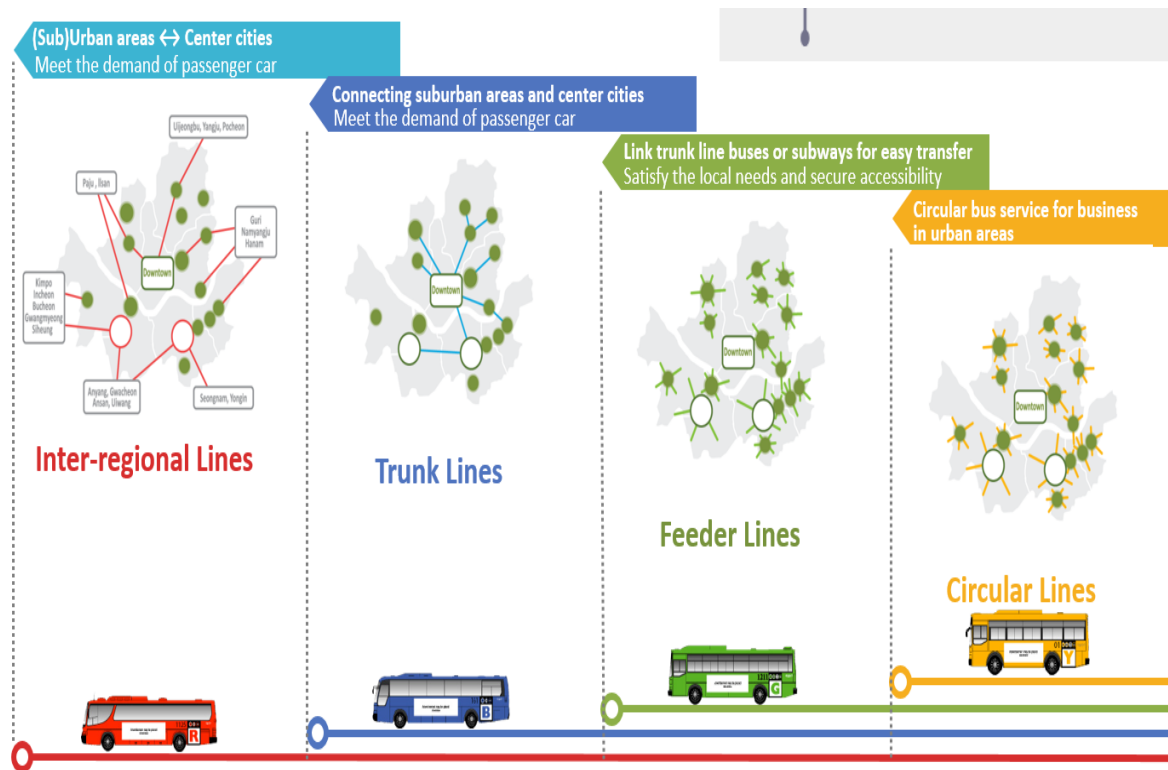 (Sub)Urban areas ↔ Center cities
Meet the demand of passenger car
Connecting suburban areas and center cities
Meet the demand of passenger car
Link trunk line buses or subways for easy transfer
Satisfy the local needs and secure accessibility
Circular bus service for business
in urban areas
Uijeongbu, Yangju, Pocheon
Paju , Ilsan
Guri
Namyangju
Hanam
Downtown
Kimpo
Incheon
Bucheon
Gwangmyeong
Siheung
Anyang, Gwacheon
Ansan, Uiwang
Seongnam, Yongin
Downtown
Downtown
Downtown
Inter-regional Lines
Trunk Lines
Feeder Lines
Circular Lines
R
B
G
Y